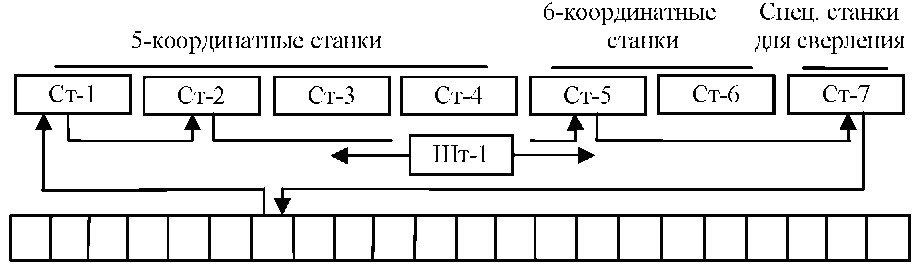 5-координатные станки
6-координатные
станки
Спец. станки
для сверления
Ст-1
Ст-2
Ст-3
Ст-4
Ст-5
Ст-6
Ст-7
Шт-1